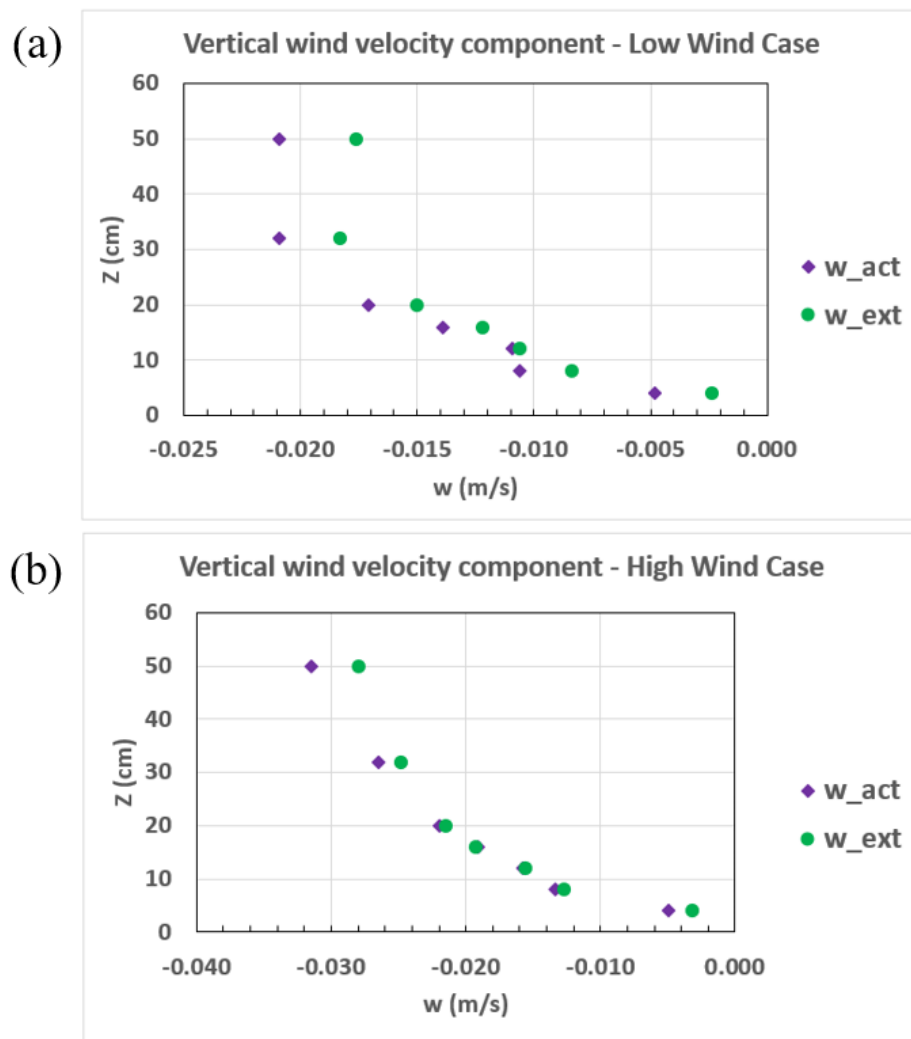 (a)
Vertical wind velocity component - Low Wind Case
60
50
40
30
20
10
0
Z (cm)
-0.025 -0.020 -0.015 -0.010 -0.005 0.000
w (m/s)
w_act
w_ext
(b)
Vertical wind velocity component - High Wind Case
60
50
40
30
20
10
0
Z (cm)
-0.040 -0.030 -0.020 -0.010 0.000
w (m/s)
w_act
w_ext